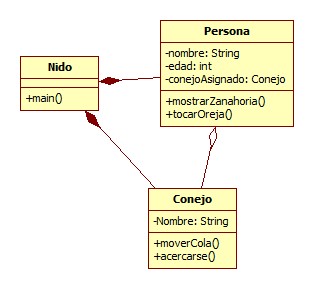 Persona
-nombre: String
-edad: int
-conejoAsignado: Conejo
+mostrarZanahoria()
+tocarOreja()
Nido
+main()
Conejo
-Nombre: String
+moverCola()
+acercarse()